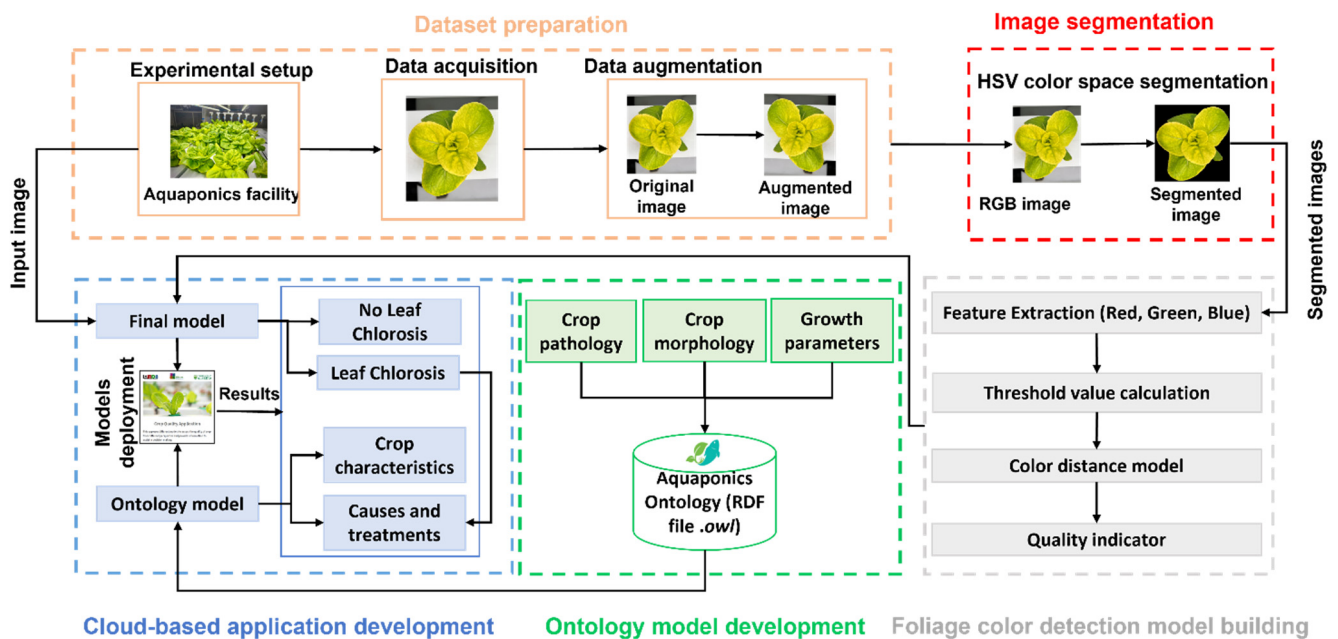 Dataset preparation
Image segmentation
Experimental setup
Data acquisition
Data augmentation
HSV color space segmentation
Aquaponics facility
Original
image
Augmented
image
RGB image
Segmented
image
Input image
Segmented images
Final model
No Leaf
Chlorosis
Leaf Chlorosis
Models
deployment
Results
Crop
characteristics
Ontology model
Causes and
treatments
Crop
pathology
Crop
morphology
Growth
parameters
Aquaponics
Ontology (RDF
file .owl)
Feature Extraction (Red, Green, Blue)
Threshold value calculation
Color distance model
Quality indicator
Cloud-based application development
Ontology model development
Foliage color detection model building